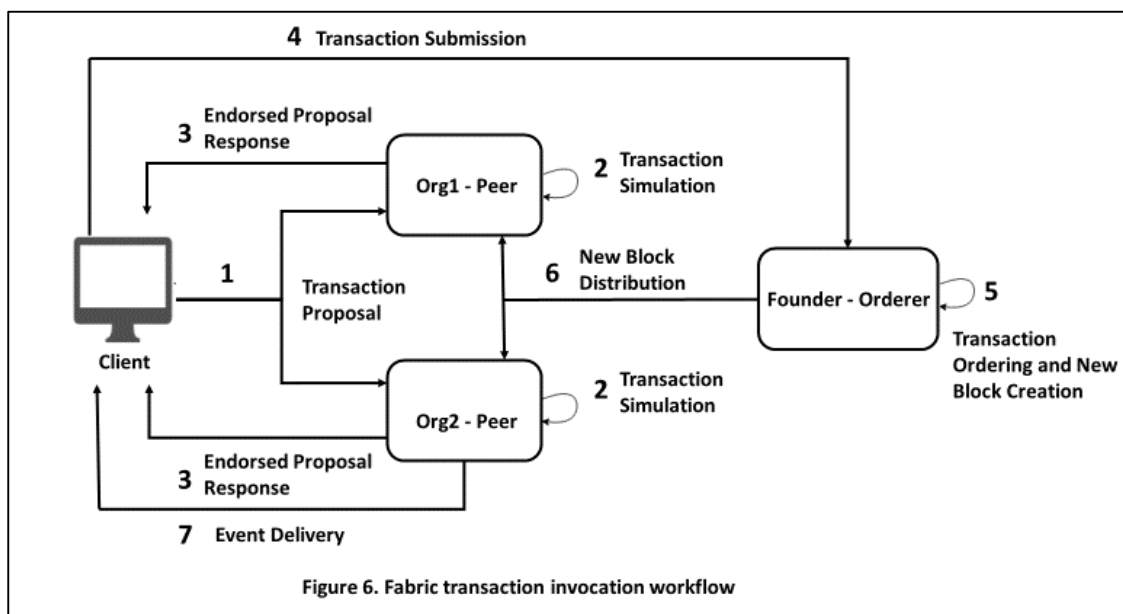 4 Transaction Submission
3 Endorsed Proposal
Response
Org1 - Peer
2 Transaction
Simulation
1
Transaction
Proposal
6 New Block
Distribution
Founder - Orderer
5
Transaction
Ordering and New
Block Creation
Client
Org2 - Peer
2 Transaction
Simulation
3 Endorsed Proposal
Response
7 Event Delivery
Figure 6. Fabric transaction invocation workflow